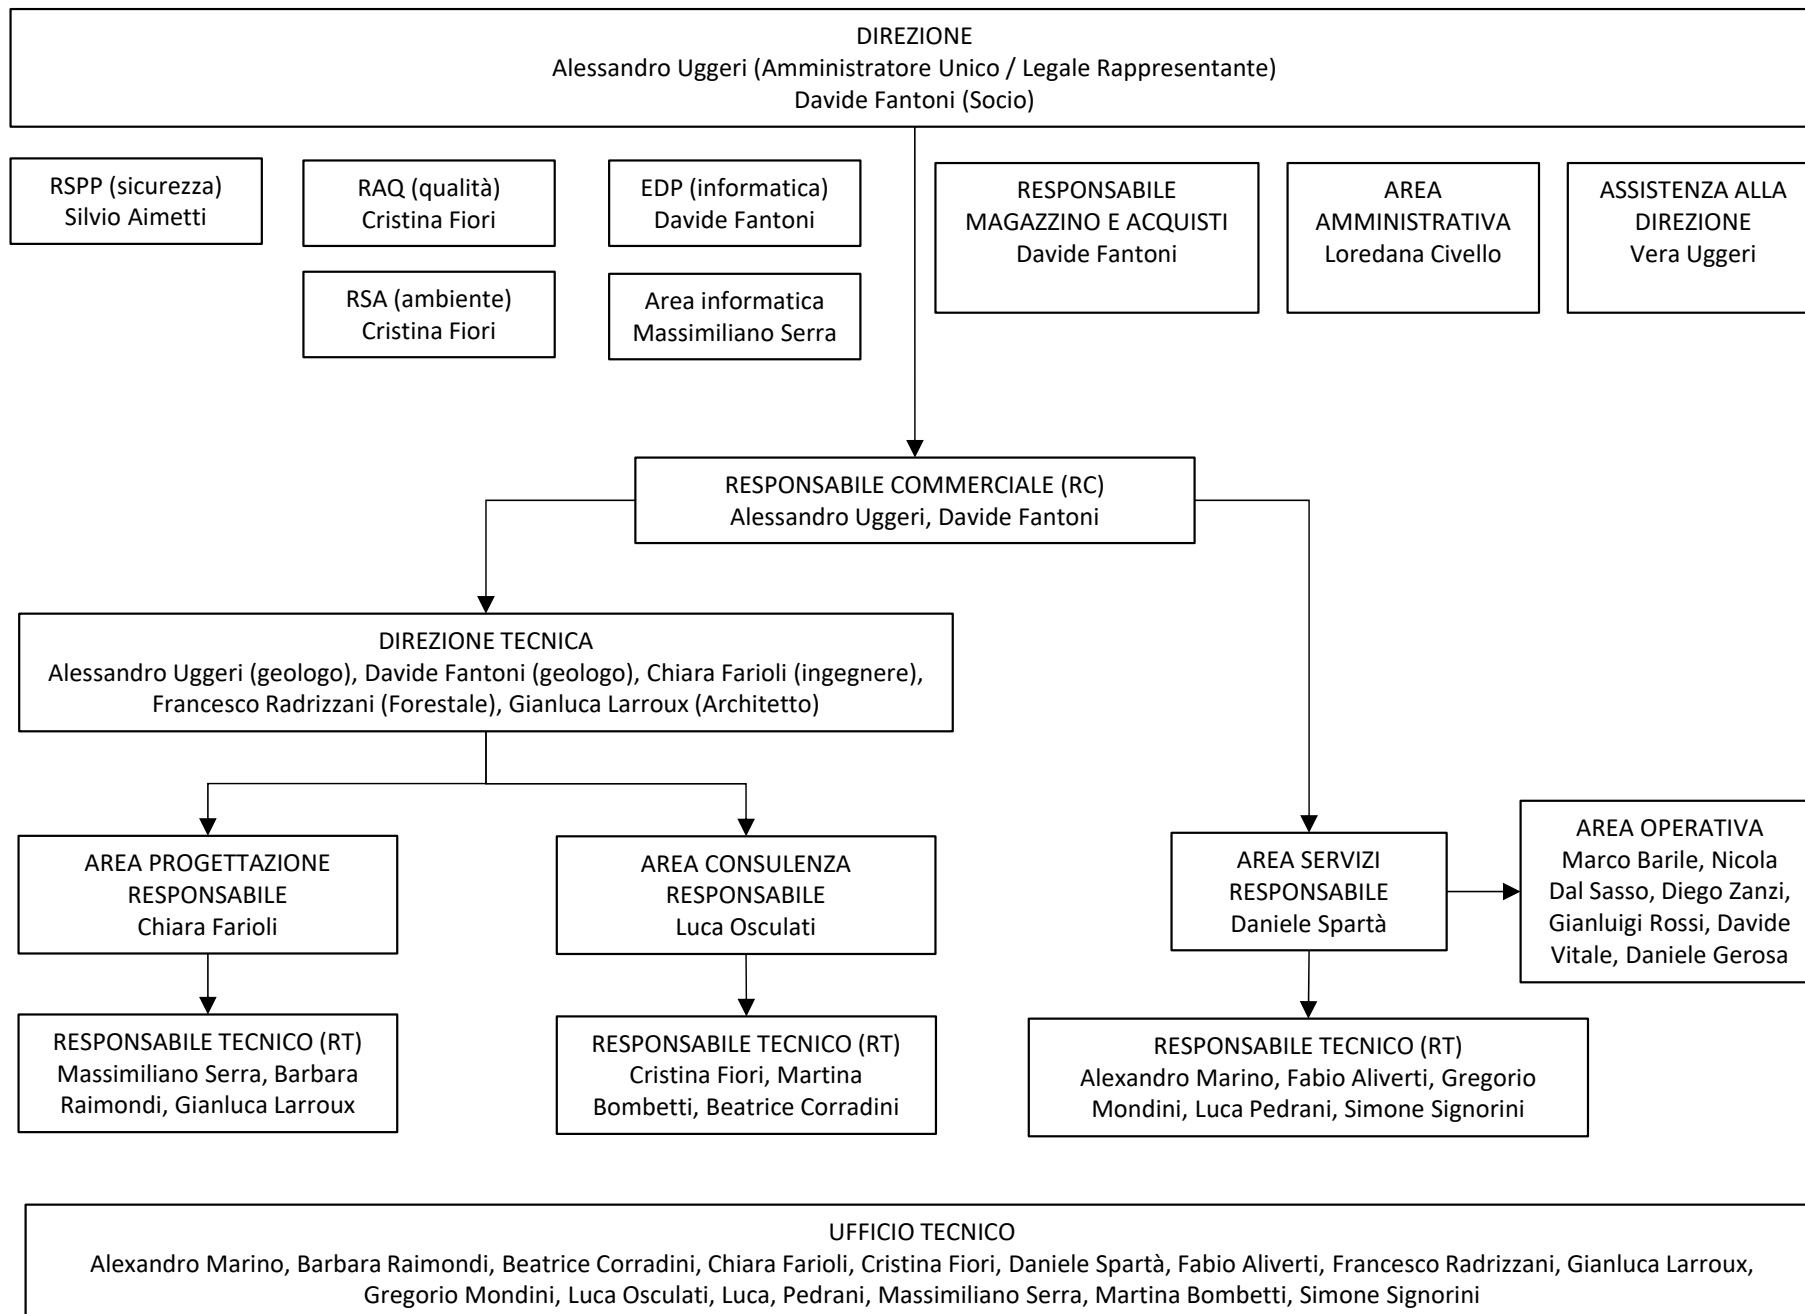 DIREZIONE
Alessandro Uggeri (Amministratore Unico / Legale Rappresentante)
Davide Fantoni (Socio)
RSPP (sicurezza)
Silvio Aimetti
RAQ (qualità)
Cristina Fiori
EDP (informatica)
Davide Fantoni
RESPONSABILE
MAGAZZINO E ACQUISTI
Davide Fantoni
AREA
AMMINISTRATIVA
Loredana Civello
ASSISTENZA ALLA
DIREZIONE
Vera Uggeri
RSA (ambiente)
Cristina Fiori
Area informatica
Massimiliano Serra
RESPONSABILE COMMERCIALE (RC)
Alessandro Uggeri, Davide Fantoni
DIREZIONE TECNICA
Alessandro Uggeri (geologo), Davide Fantoni (geologo), Chiara Farioli (ingegnere),
Francesco Radrizzani (Forestale), Gianluca Larroux (Architetto)
AREA PROGETTAZIONE
RESPONSABILE
Chiara Farioli
AREA CONSULENZA
RESPONSABILE
Luca Osculati
AREA SERVIZI
RESPONSABILE
Daniele Spartà
AREA OPERATIVA
Marco Barile, Nicola
Dal Sasso, Diego Zanzi,
Gianluigi Rossi, Davide
Vitale, Daniele Gerosa
RESPONSABILE TECNICO (RT)
Massimiliano Serra, Barbara
Raimondi, Gianluca Larroux
RESPONSABILE TECNICO (RT)
Cristina Fiori, Martina
Bombetti, Beatrice Corradini
RESPONSABILE TECNICO (RT)
Alexandro Marino, Fabio Aliverti, Gregorio
Mondini, Luca Pedrani, Simone Signorini
UFFICIO TECNICO
Alexandro Marino, Barbara Raimondi, Beatrice Corradini, Chiara Farioli, Cristina Fiori, Daniele Spartà, Fabio Aliverti, Francesco Radrizzani, Gianluca Larroux,
Gregorio Mondini, Luca Osculati, Luca, Pedrani, Massimiliano Serra, Martina Bombetti, Simone Signorini